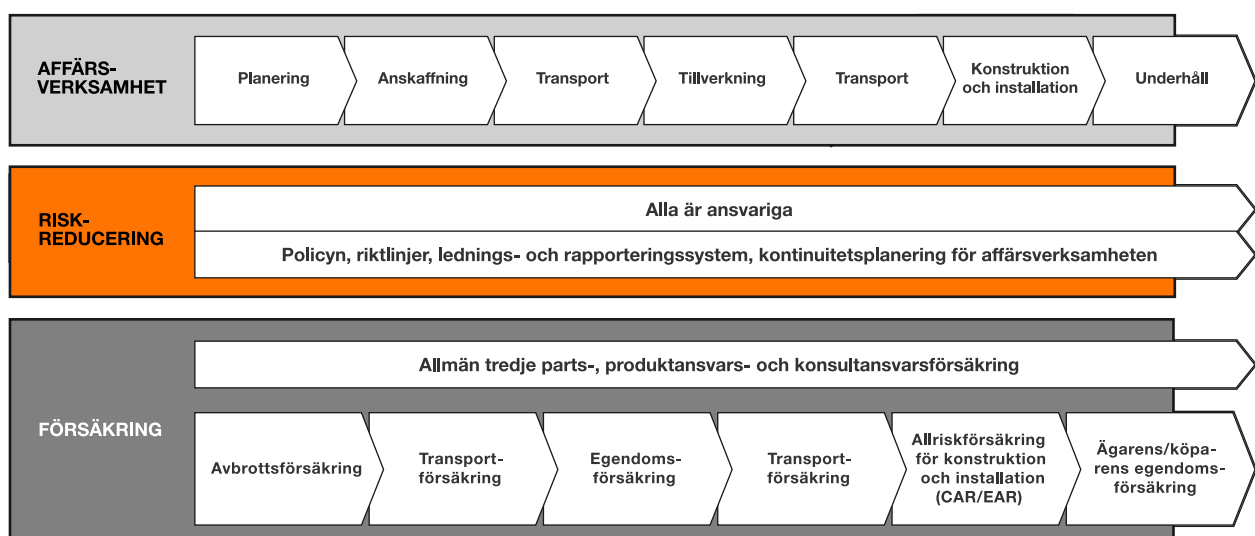 AFFÄRS-
VERKSAMHET
Planering
Anskaffning
Transport
Tillverkning
Transport
Konstruktion
och installation
Underhåll
RISK-
REDUCERING
Alla är ansvariga
Policyn, riktlinjer, lednings- och rapporteringssystem, kontinuitetsplanering för affärsverksamheten
FÖRSÄKRING
Allmän tredje parts-, produktansvars- och konsultansvarsförsäkring
Avbrottsförsäkring
Transport-
försäkring
Egendoms-
försäkring
Transport-
försäkring
Allriskförsäkring
för konstruktion
och installation
(CAR/EAR)
Ägarens/köpa-
rens egendoms-
försäkring